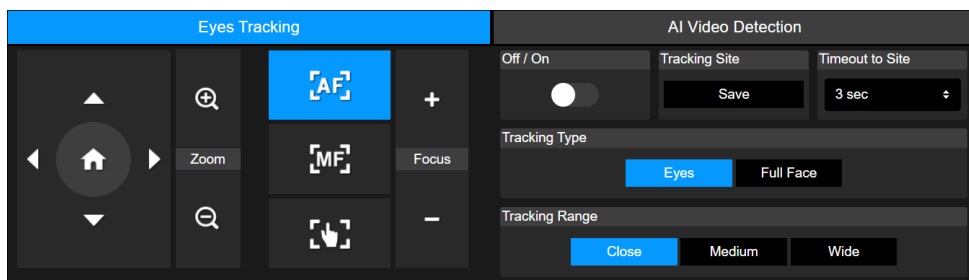 Eyes Tracking
AI Video Detection
Off / On
Tracking Site
Timeout to Site
AF
Save
3 sec
Tracking Type
Zoom
MF
Focus
Eyes
Full Face
Tracking Range
Close
Medium
Wide